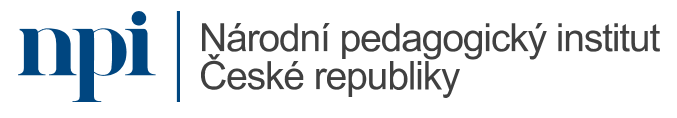 npi
Národní pedagogický institut
České republiky